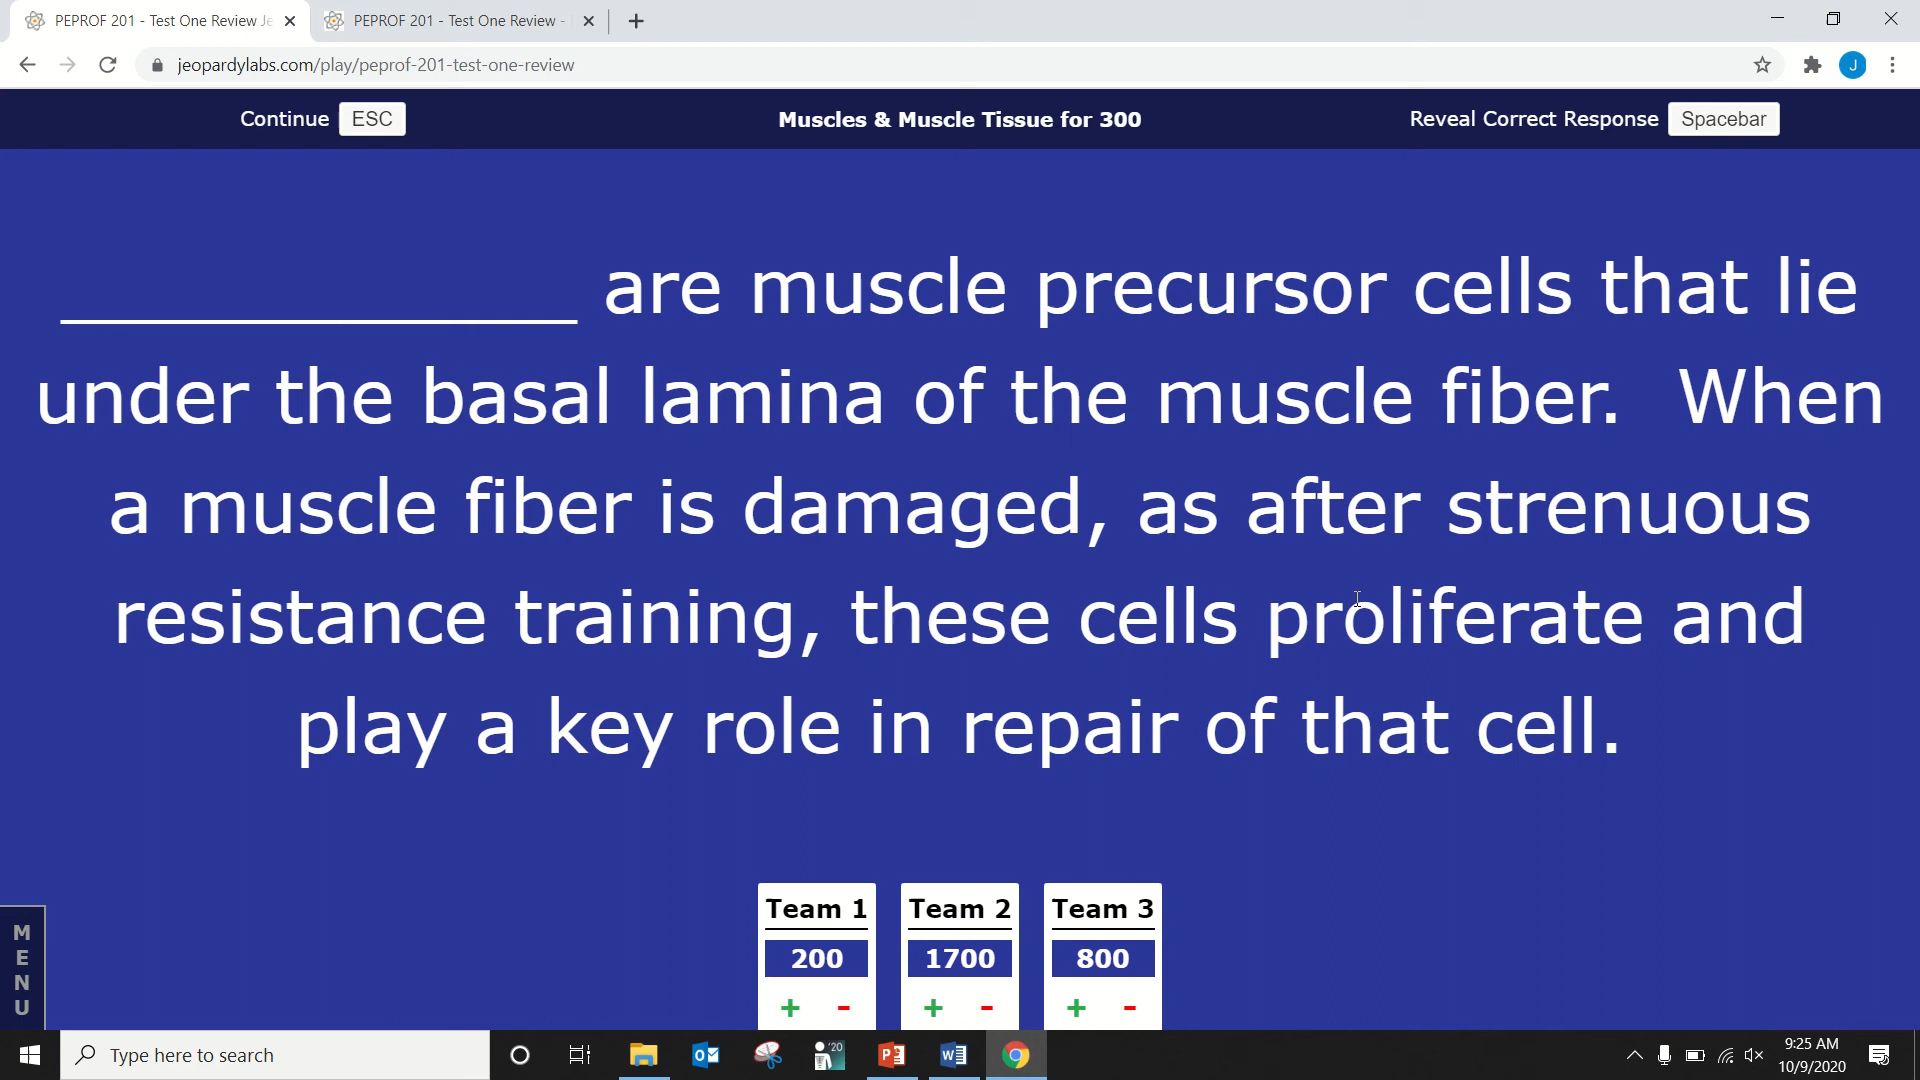 PEPROF 201 - Test One Review Je
PEPROF 201 - Test One Review -
jeopardylabs.com/play/peprof-201-test-one-review
J
Continue ESC
Muscles & Muscle Tissue for 300
Reveal Correct Response Spacebar
_______________ are muscle precursor cells that lie
under the basal lamina of the muscle fiber. When
a muscle fiber is damaged, as after strenuous
resistance training, these cells proliferate and
play a key role in repair of that cell.
MENU
Team 1 Team 2 Team 3
200 1700 800
+ - + - + -
Type here to search
'20
9:25 AM
10/9/2020